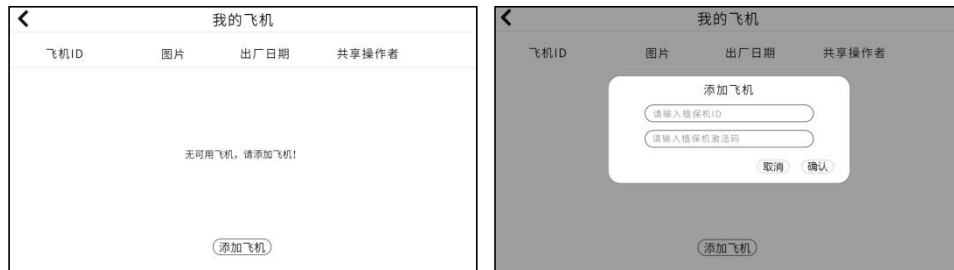 我的飞机
飞机ID 图片 出厂日期 共享操作者
无可用飞机，请添加飞机!
添加飞机
我的飞机
飞机ID 图片 出厂日期 共享操作者
添加飞机
请输入植保机ID
请输入植保机激活码
取消 确认
添加飞机